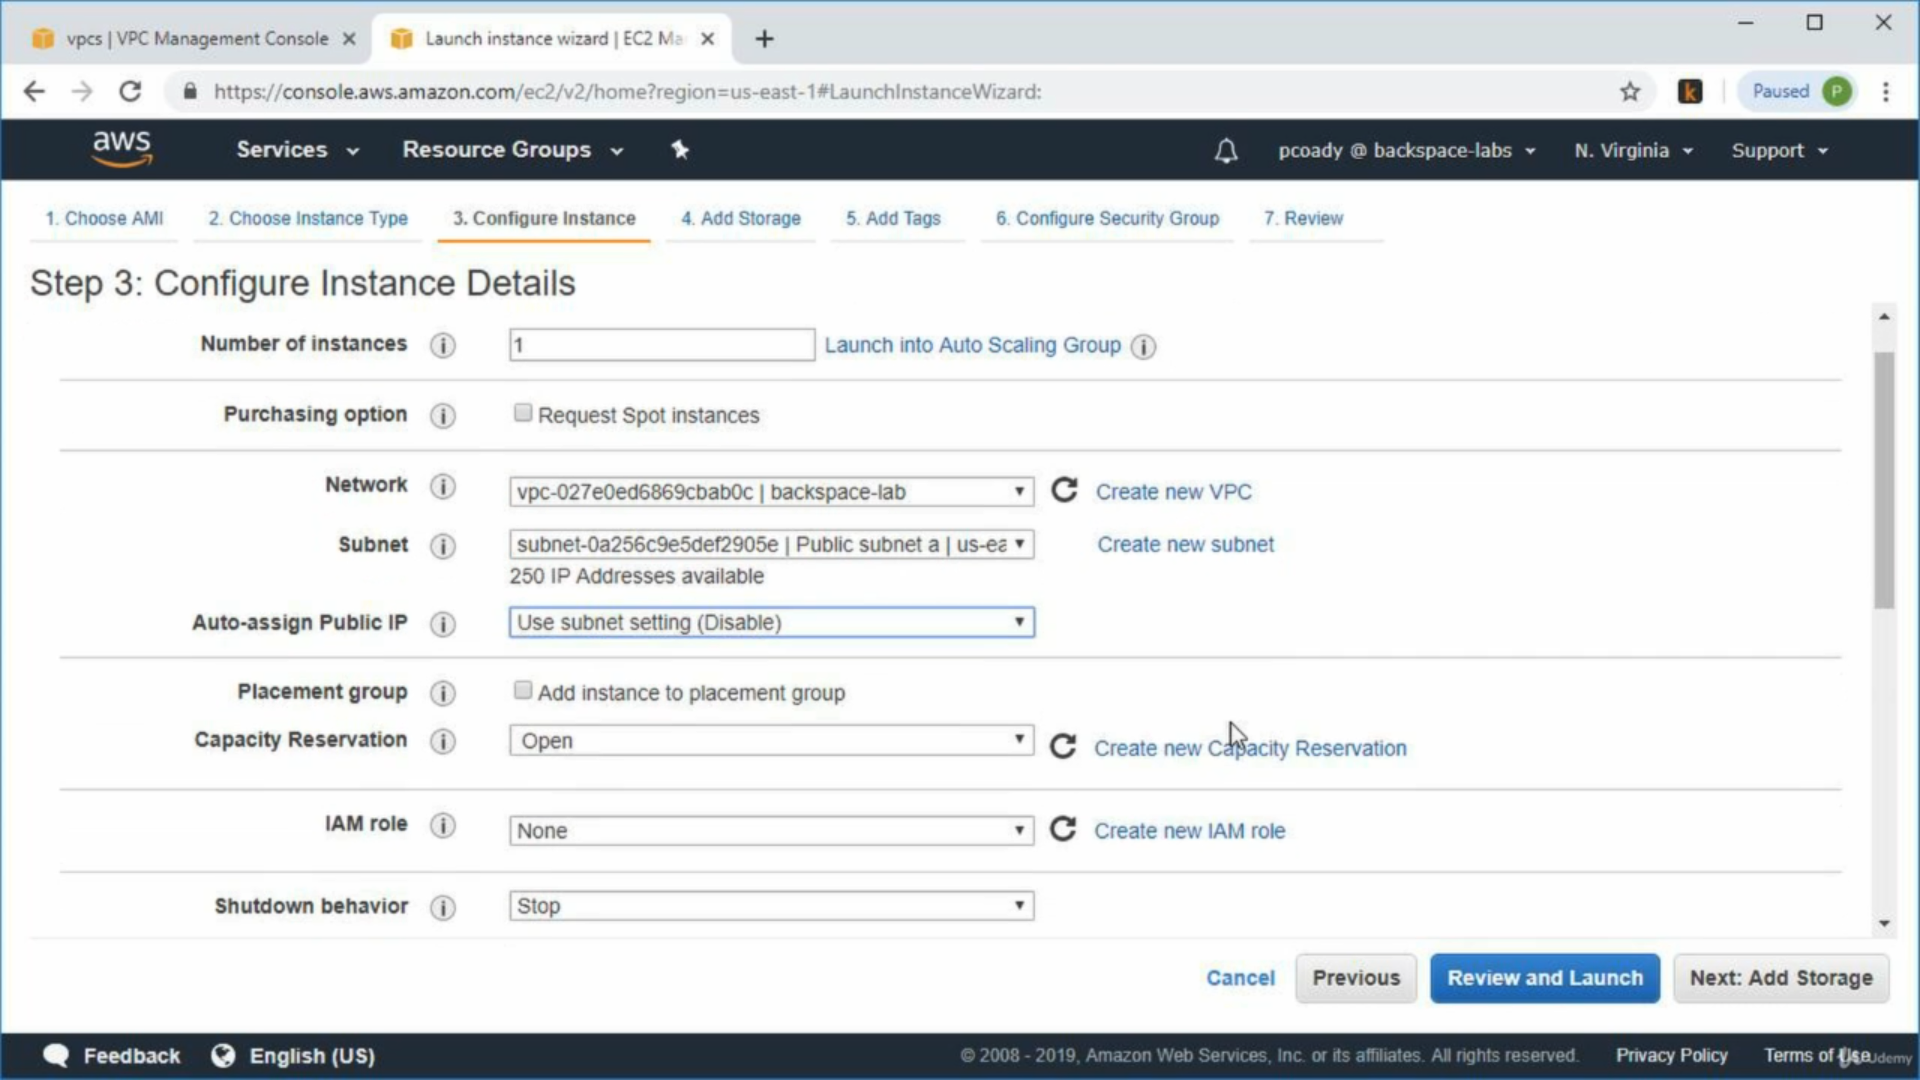 vpcs | VPC Management Console
Launch instance wizard | EC2 Ma
https://console.aws.amazon.com/ec2/v2/home?region=us-east-1#LaunchInstanceWizard:
k
Paused P
aws Services Resource Groups pcoady @ backspace-labs N. Virginia Support
1. Choose AMI 2. Choose Instance Type 3. Configure Instance 4. Add Storage 5. Add Tags 6. Configure Security Group 7. Review
Step 3: Configure Instance Details
Number of instances i 1 Launch into Auto Scaling Group i
Purchasing option i Request Spot instances
Network i vpc-027e0ed6869cbab0c | backspace-lab Create new VPC
Subnet i subnet-0a256c9e5def2905e | Public subnet a | us-ea Create new subnet
250 IP Addresses available
Auto-assign Public IP i Use subnet setting (Disable)
Placement group i Add instance to placement group
Capacity Reservation i Open Create new Capacity Reservation
IAM role i None Create new IAM role
Shutdown behavior i Stop
Cancel Previous Review and Launch Next: Add Storage
Feedback English (US) © 2008 - 2019, Amazon Web Services, Inc. or its affiliates. All rights reserved. Privacy Policy Terms of Use
Udemy